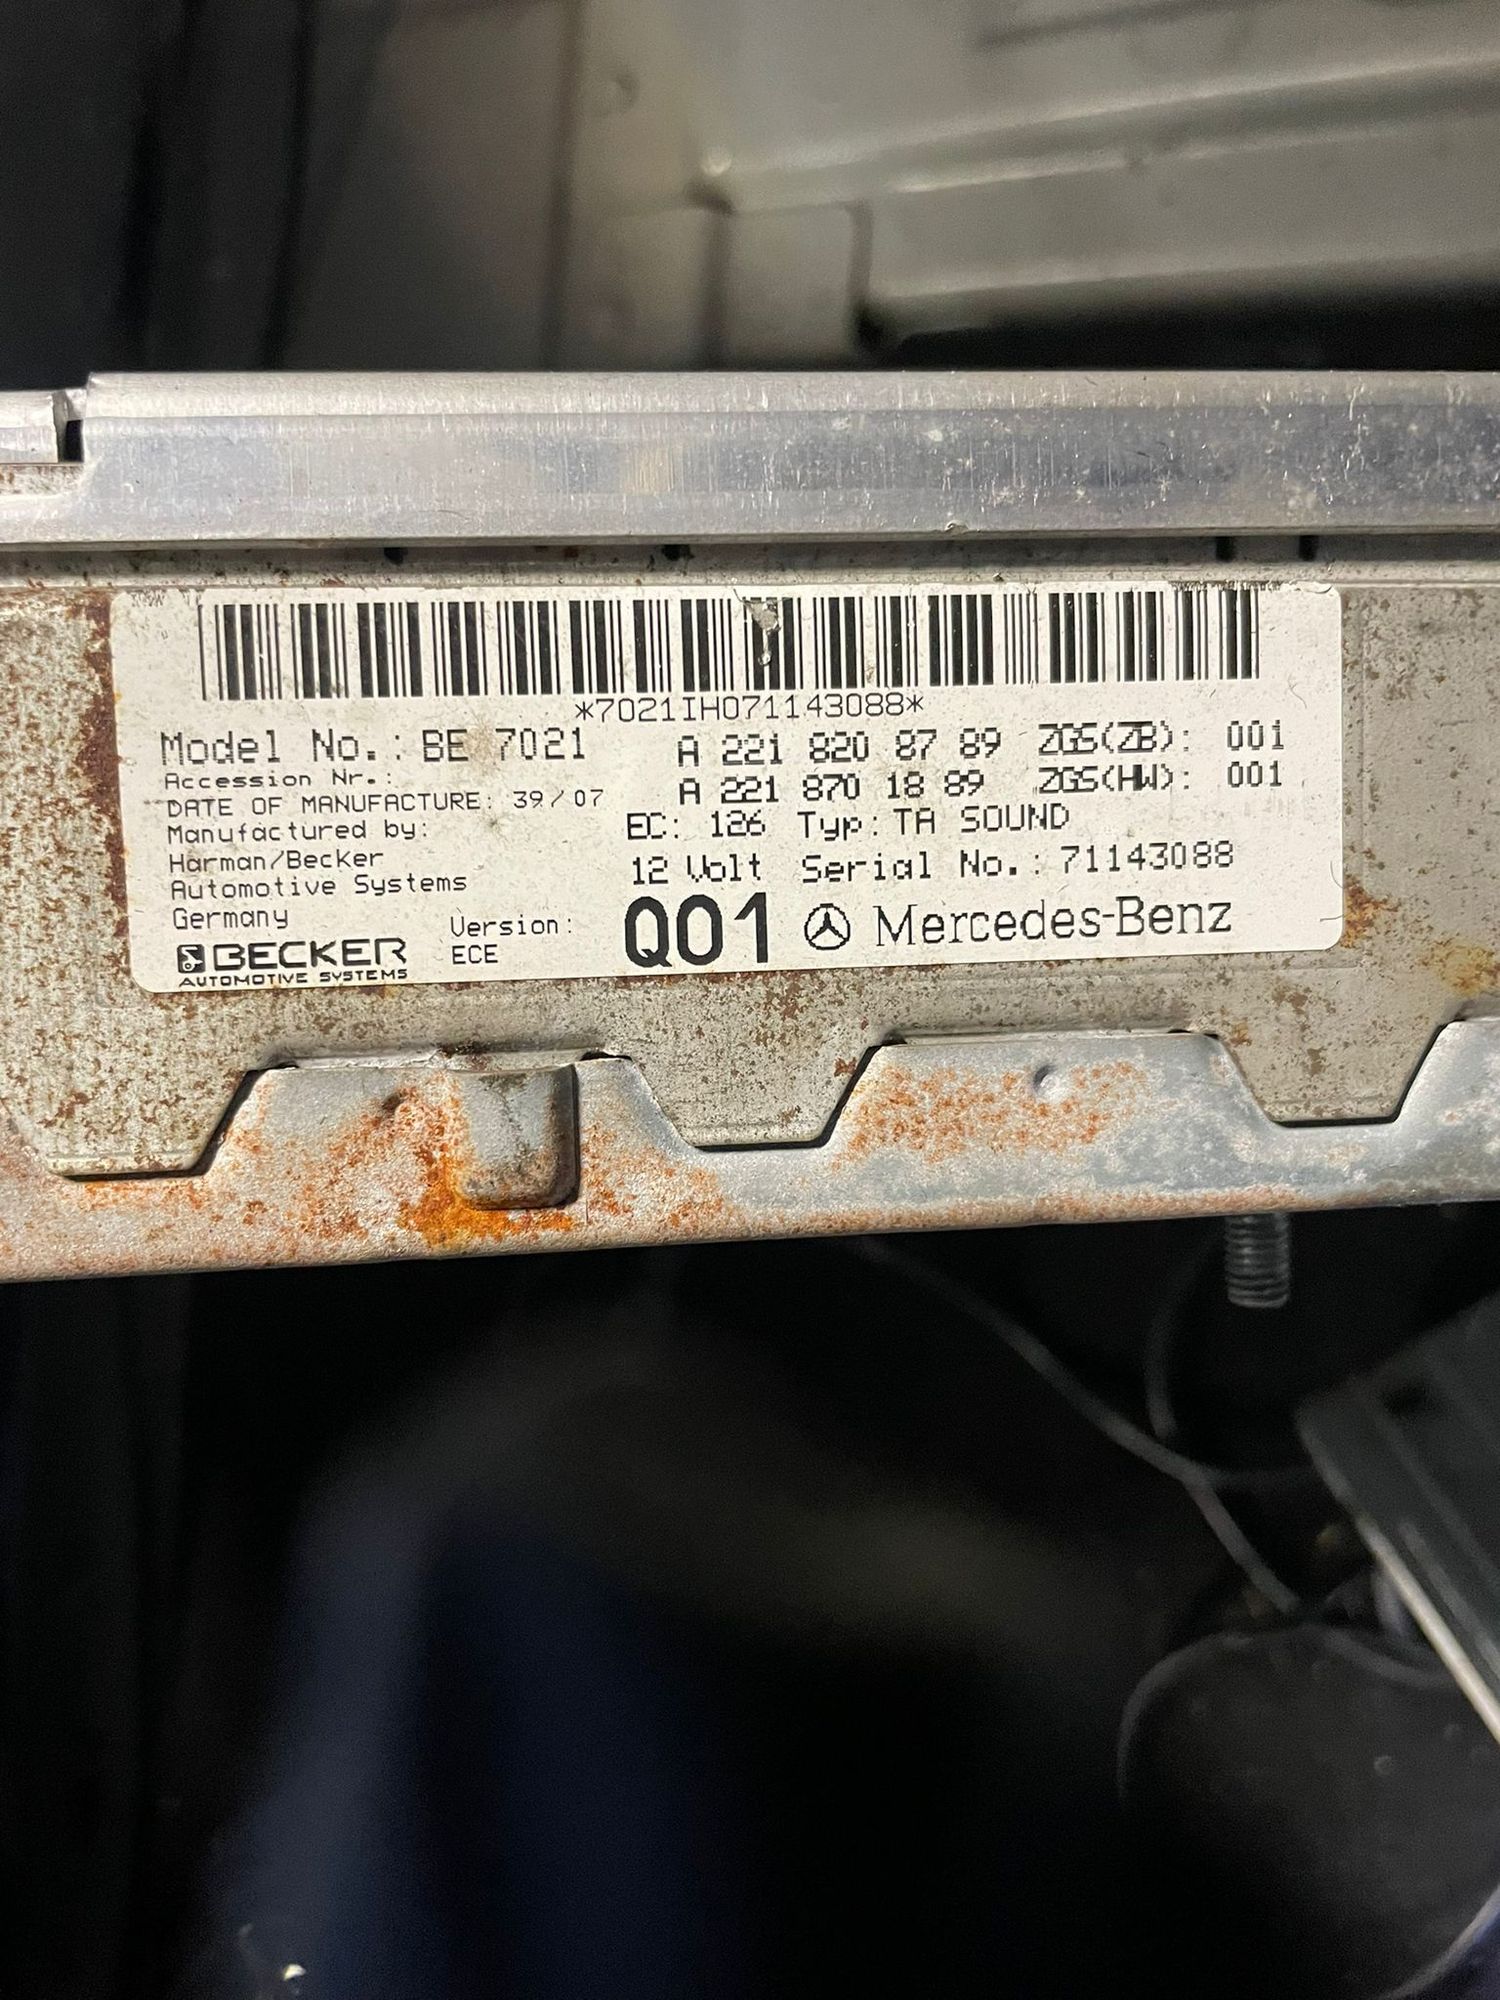 *7021IH071143088*
Model No.: BE 7021 A 221 820 87 89 ZGS(ZB): 001
Accession Nr.: A 221 870 18 89 ZGS(HW): 001
DATE OF MANUFACTURE: 39/07
Manufactured by: EC: 126 Typ: TA SOUND
Harman/Becker 12 Volt Serial No.: 71143088
Automotive Systems
Germany Version: Q01 Mercedes-Benz
BECKER ECE
AUTOMOTIVE SYSTEMS